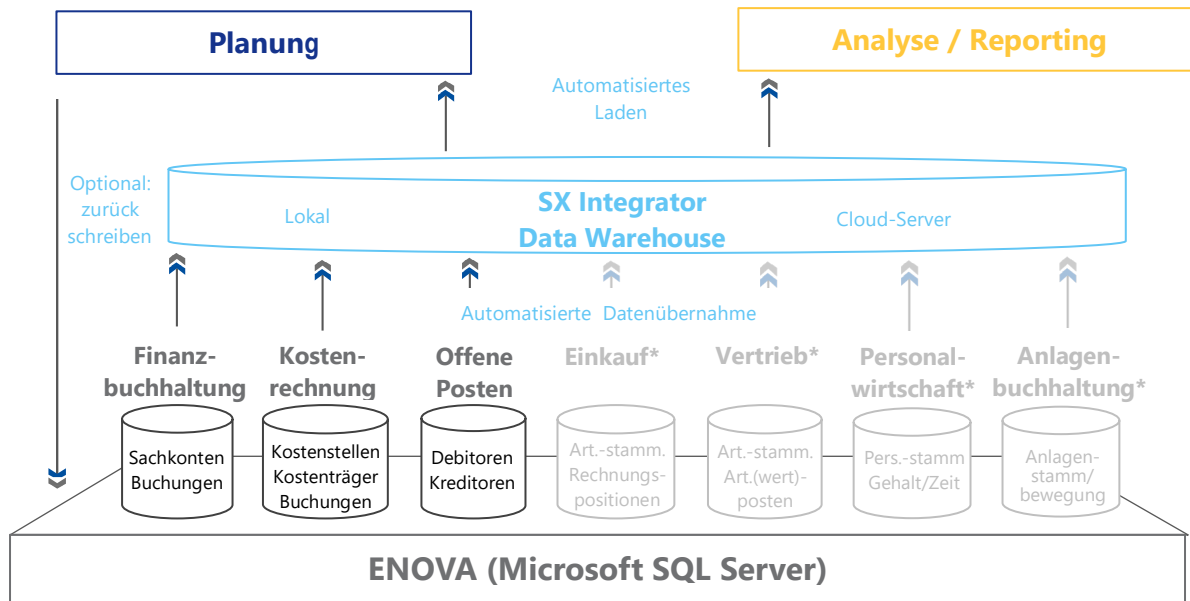 Planung
Analyse / Reporting
Automatisiertes
Laden
Optional:
zurück
schreiben
Lokal
SX Integrator
Data Warehouse
Cloud-Server
Automatisierte Datenübernahme
Finanz-
buchhaltung
Kosten-
rechnung
Offene
Posten
Einkauf*
Vertrieb*
Personal-
wirtschaft*
Anlagen-
buchhaltung*
Sachkonten
Buchungen
Kostenstellen
Kostenträger
Buchungen
Debitoren
Kreditoren
Art.-stamm.
Rechnungs-
positionen
Art.-stamm.
Art.(wert)-
posten
Pers.-stamm
Gehalt/Zeit
Anlagen-
stamm/
bewegung
ENOVA (Microsoft SQL Server)